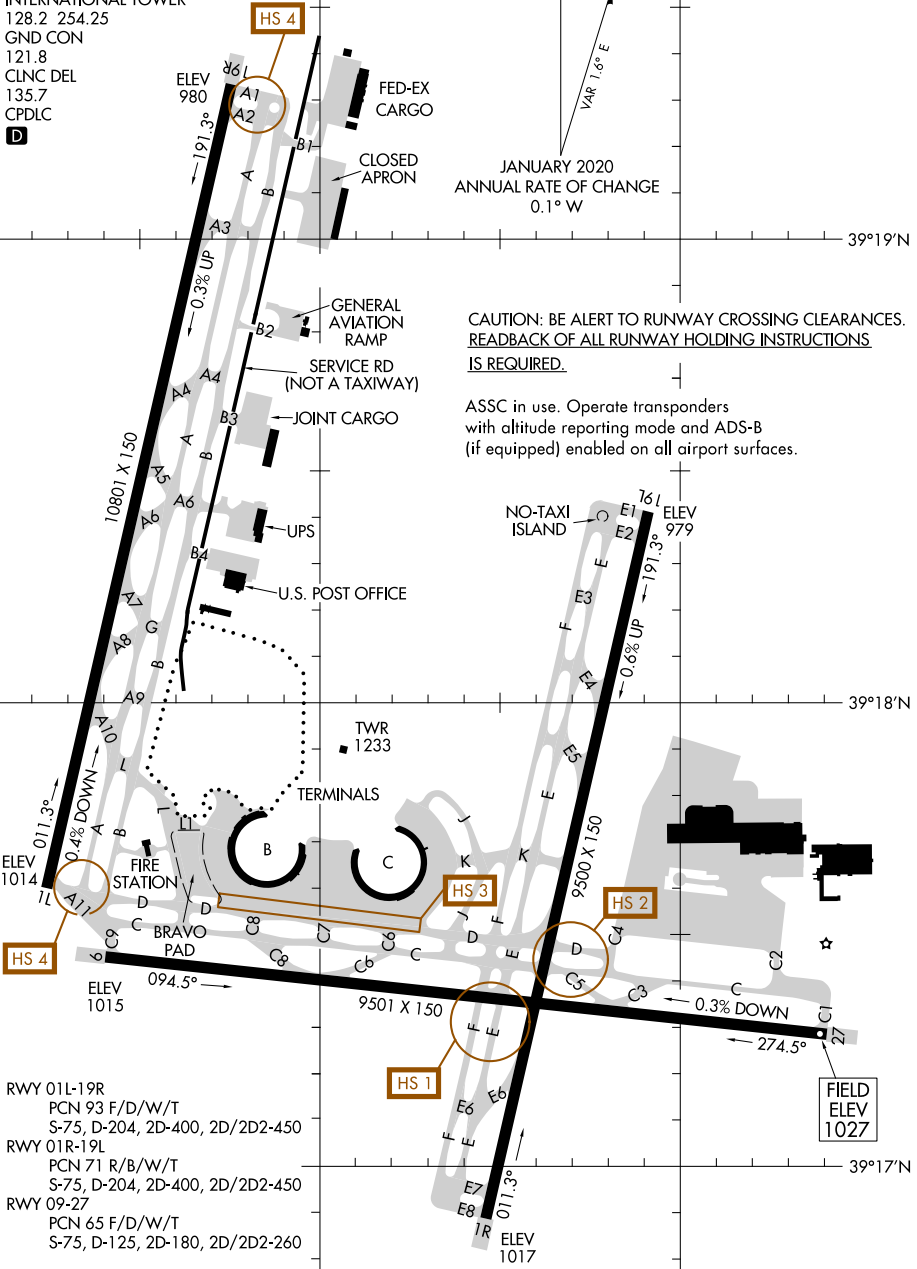 INTERNATIONAL TOWER
128.2 254.25
GND CON
121.8
CLNC DEL
135.7
CPDLC
D
HS 4
19R
ELEV
980
A1
A2
191.3°
FED-EX
CARGO
B1
CLOSED
APRON
A
B
A3
0.3% UP
VAR 1.6° E
JANUARY 2020
ANNUAL RATE OF CHANGE
0.1° W
39°19'N
GENERAL
AVIATION
RAMP
B2
SERVICE RD
(NOT A TAXIWAY)
CAUTION: BE ALERT TO RUNWAY CROSSING CLEARANCES.
READBACK OF ALL RUNWAY HOLDING INSTRUCTIONS
IS REQUIRED.
ASSC in use. Operate transponders
with altitude reporting mode and ADS-B
(if equipped) enabled on all airport surfaces.
A4
A4
B3
JOINT CARGO
A
B
10801 X 150
A5
A6
A6
UPS
B4
U.S. POST OFFICE
A7
G
A8
B
A9
A10
L
NO-TAXI
ISLAND
19L
E1
E2
ELEV
979
191.3°
E
E3
F
0.6% UP
E4
E5
E
39°18'N
TWR
1233
TERMINALS
B
C
L
L1
J
K
K
9500 X 150
011.3°
0.4% DOWN
A
B
ELEV
1014
1L
A11
FIRE
STATION
D
C
D
BRAVO
PAD
HS 4
C9
C8
C8
C7
C6
C6
C
HS 3
J
D
F
E
HS 2
D
C5
C4
C3
C
C2
C1
9
ELEV
1015
094.5°
9501 X 150
0.3% DOWN
274.5°
27
FIELD
ELEV
1027
HS 1
F
E
E6
E6
F
E
E7
E8
1R
011.3°
ELEV
1017
39°17'N
RWY 01L-19R
PCN 93 F/D/W/T
S-75, D-204, 2D-400, 2D/2D2-450
RWY 01R-19L
PCN 71 R/B/W/T
S-75, D-204, 2D-400, 2D/2D2-450
RWY 09-27
PCN 65 F/D/W/T
S-75, D-125, 2D-180, 2D/2D2-260